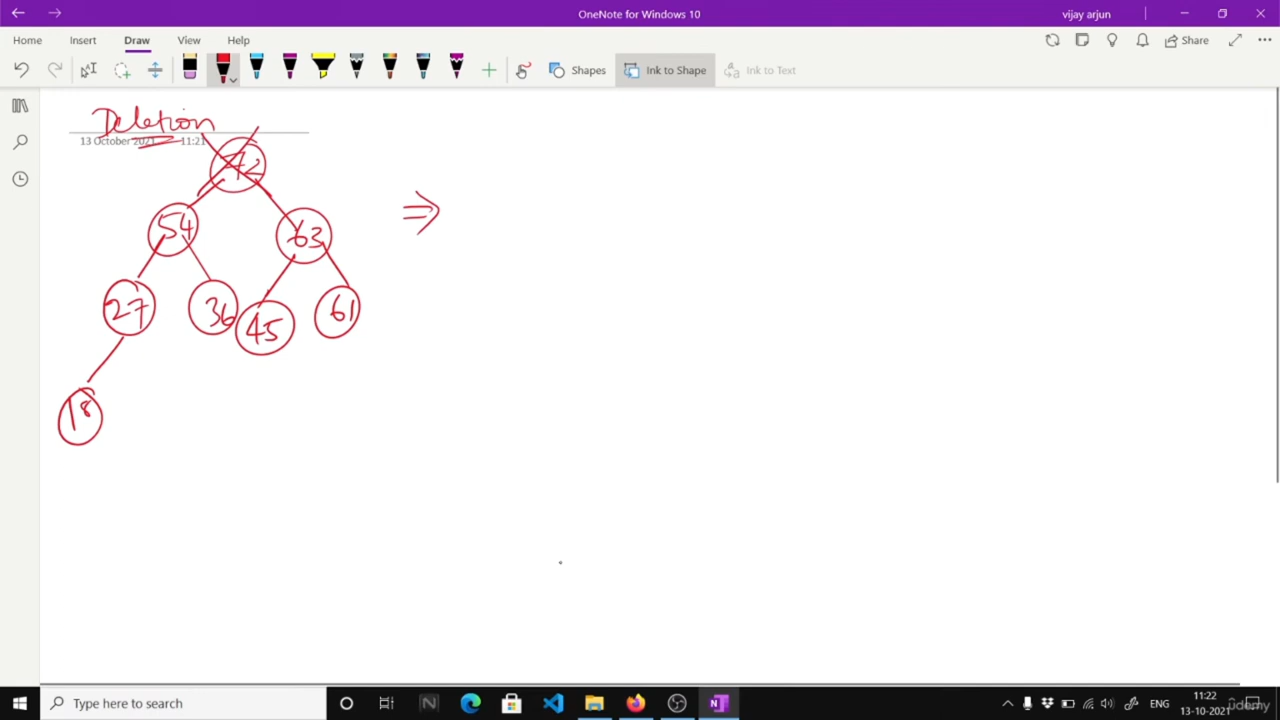 OneNote for Windows 10
vijay arjun
Home Insert Draw View Help
Share
Shapes
Ink to Shape
Ink to Text
Deletion
13 October 2021 11:21
72
54 63
27 36 45 61
18
Type here to search
ENG
11:22
13-10-2021
udemy